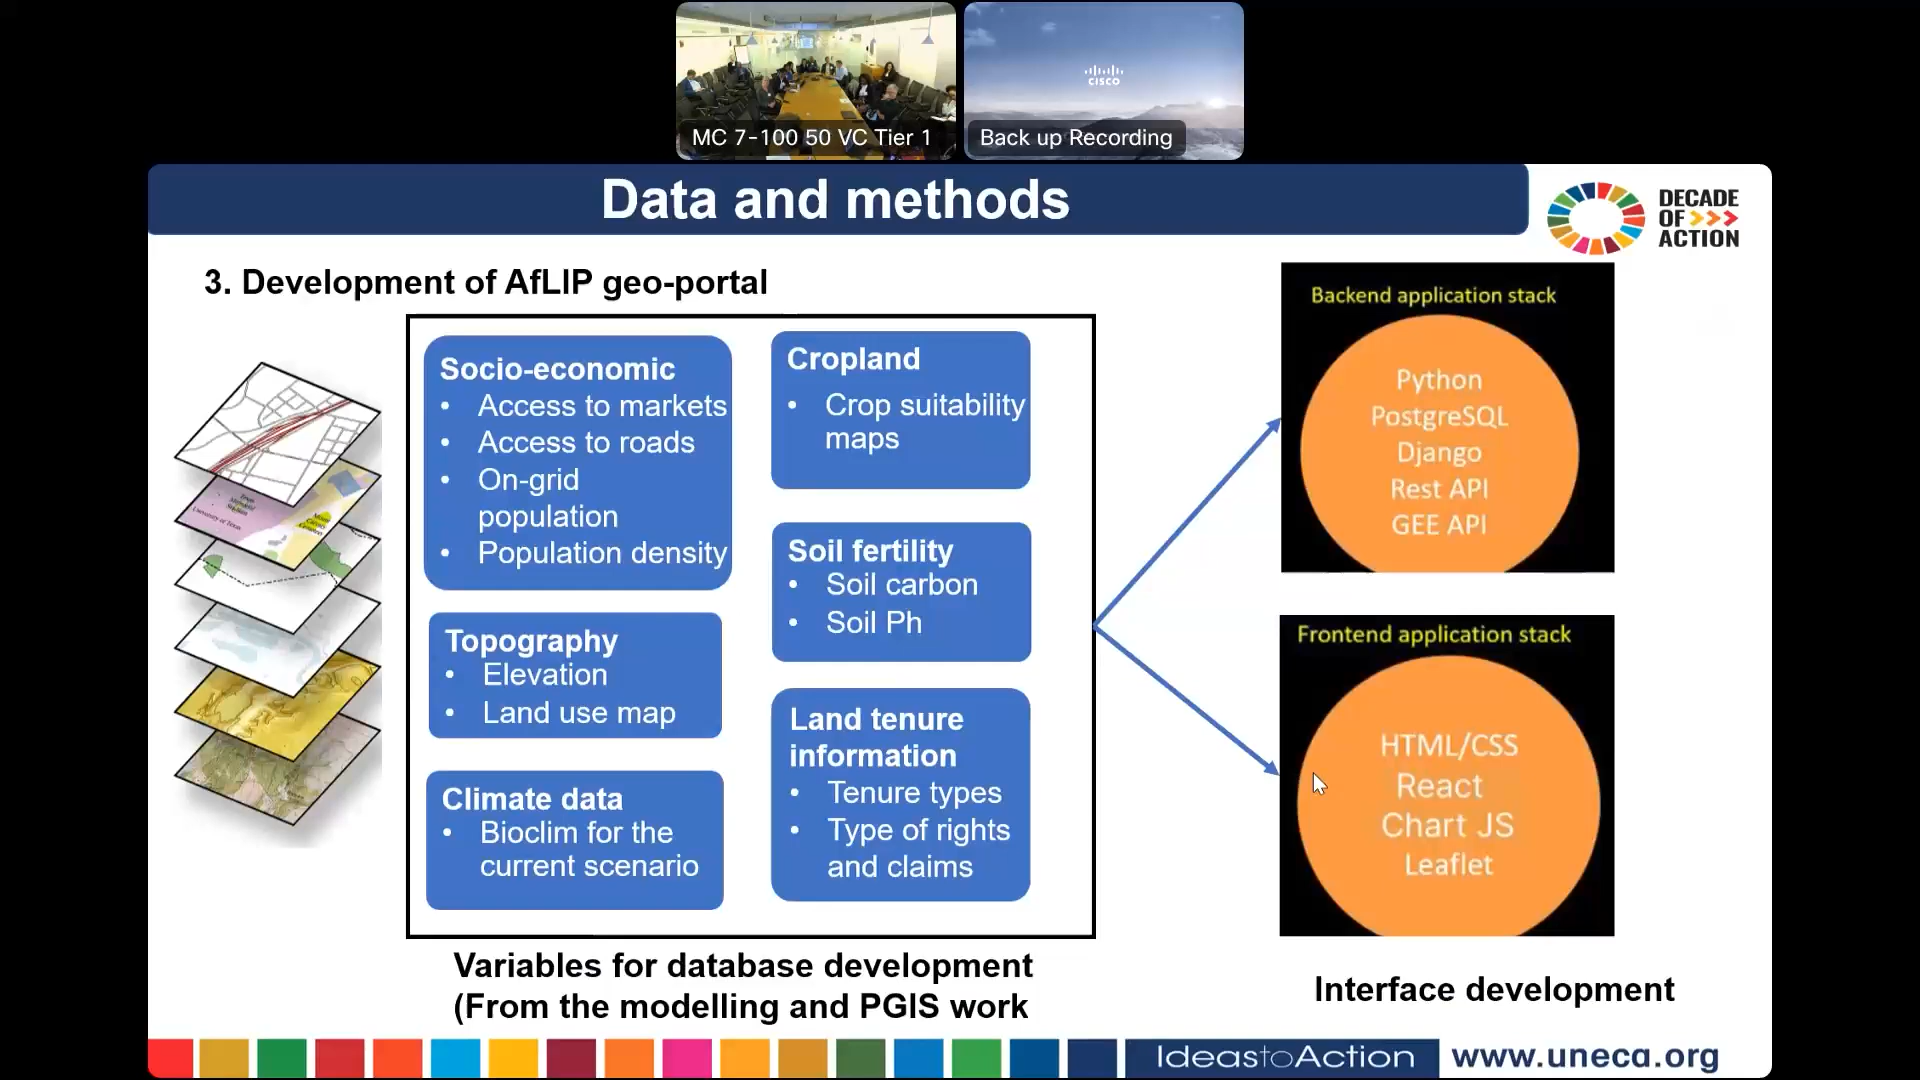 CISCO
MC 7-100 50 VC Tier 1
Back up Recording
Data and methods
DECADE
OF >>>
ACTION
3. Development of AfLIP geo-portal
Socio-economic
• Access to markets
• Access to roads
• On-grid
population
• Population density
Topography
• Elevation
• Land use map
Climate data
• Bioclim for the
current scenario
Cropland
• Crop suitability
maps
Soil fertility
• Soil carbon
• Soil Ph
Land tenure
information
• Tenure types
• Type of rights
and claims
Variables for database development
(From the modelling and PGIS work
Backend application stack
Python
PostgreSQL
Django
Rest API
GEE API
Frontend application stack
HTML/CSS
React
Chart JS
Leaflet
Interface development
IdeastoAction
www.uneca.org